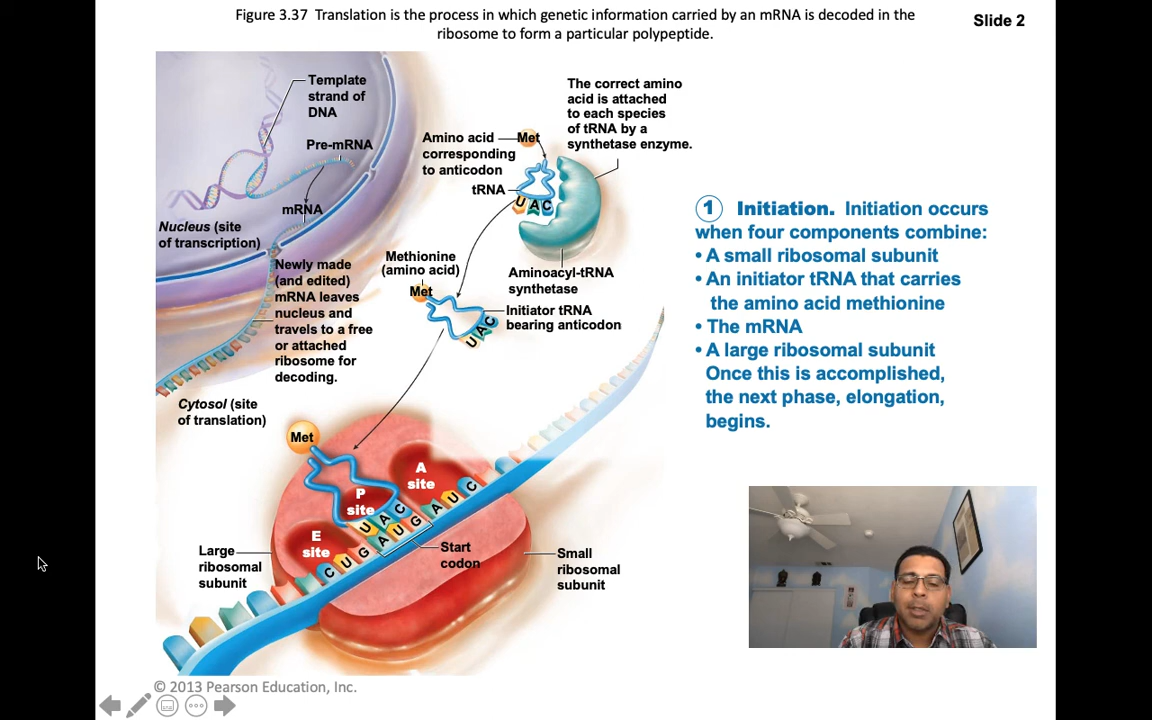 Figure 3.37 Translation is the process in which genetic information carried by an mRNA is decoded in the
ribosome to form a particular polypeptide.
Slide 2
Template
strand of
DNA
Pre-mRNA
mRNA
Nucleus (site
of transcription)
Newly made
(and edited)
mRNA leaves
nucleus and
travels to a free
or attached
ribosome for
decoding.
Cytosol (site
of translation)
The correct amino
acid is attached
to each species
of tRNA by a
synthetase enzyme.
Amino acid
corresponding
to anticodon
Met
tRNA
UAC
Aminoacyl-tRNA
synthetase
Methionine
(amino acid)
Met
Initiator tRNA
bearing anticodon
UAC
Met
A
site
P
site
E
site
UAC
CUGAUGAUC
Start
codon
Large
ribosomal
subunit
Small
ribosomal
subunit
1 Initiation. Initiation occurs
when four components combine:
• A small ribosomal subunit
• An initiator tRNA that carries
the amino acid methionine
• The mRNA
• A large ribosomal subunit
Once this is accomplished,
the next phase, elongation,
begins.
© 2013 Pearson Education, Inc.